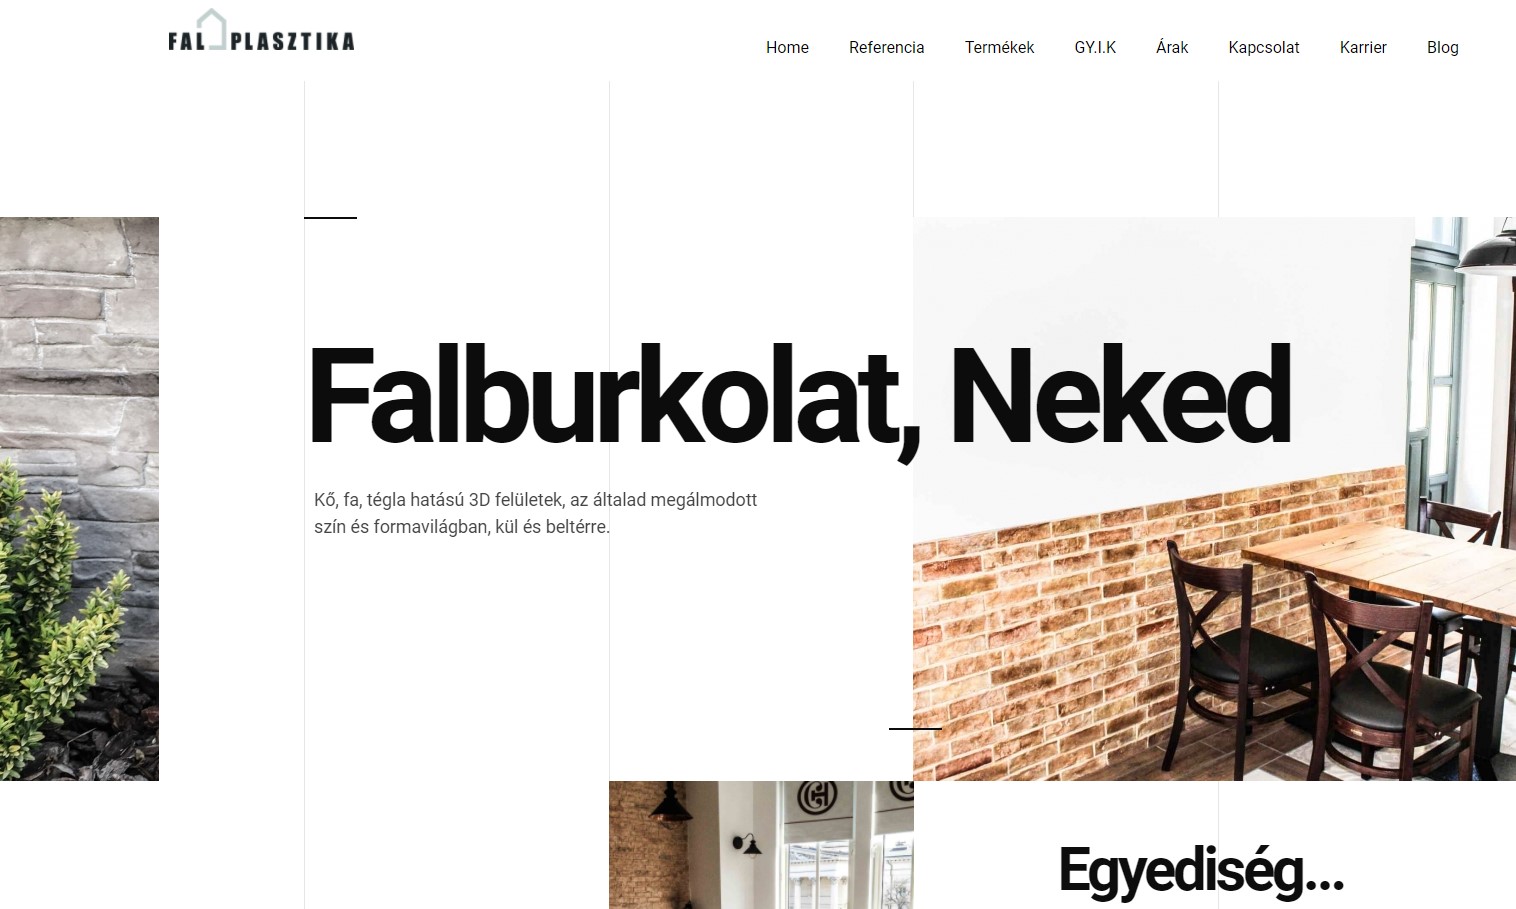 FAL PLASZTIKA
Home Referencia Termékek GY.I.K Árak Kapcsolat Karrier Blog
Falburkolat, Neked
Kő, fa, tégla hatású 3D felületek, az általad megálmodott
szín és formavilágban, kül és beltérre.
Egyediség...